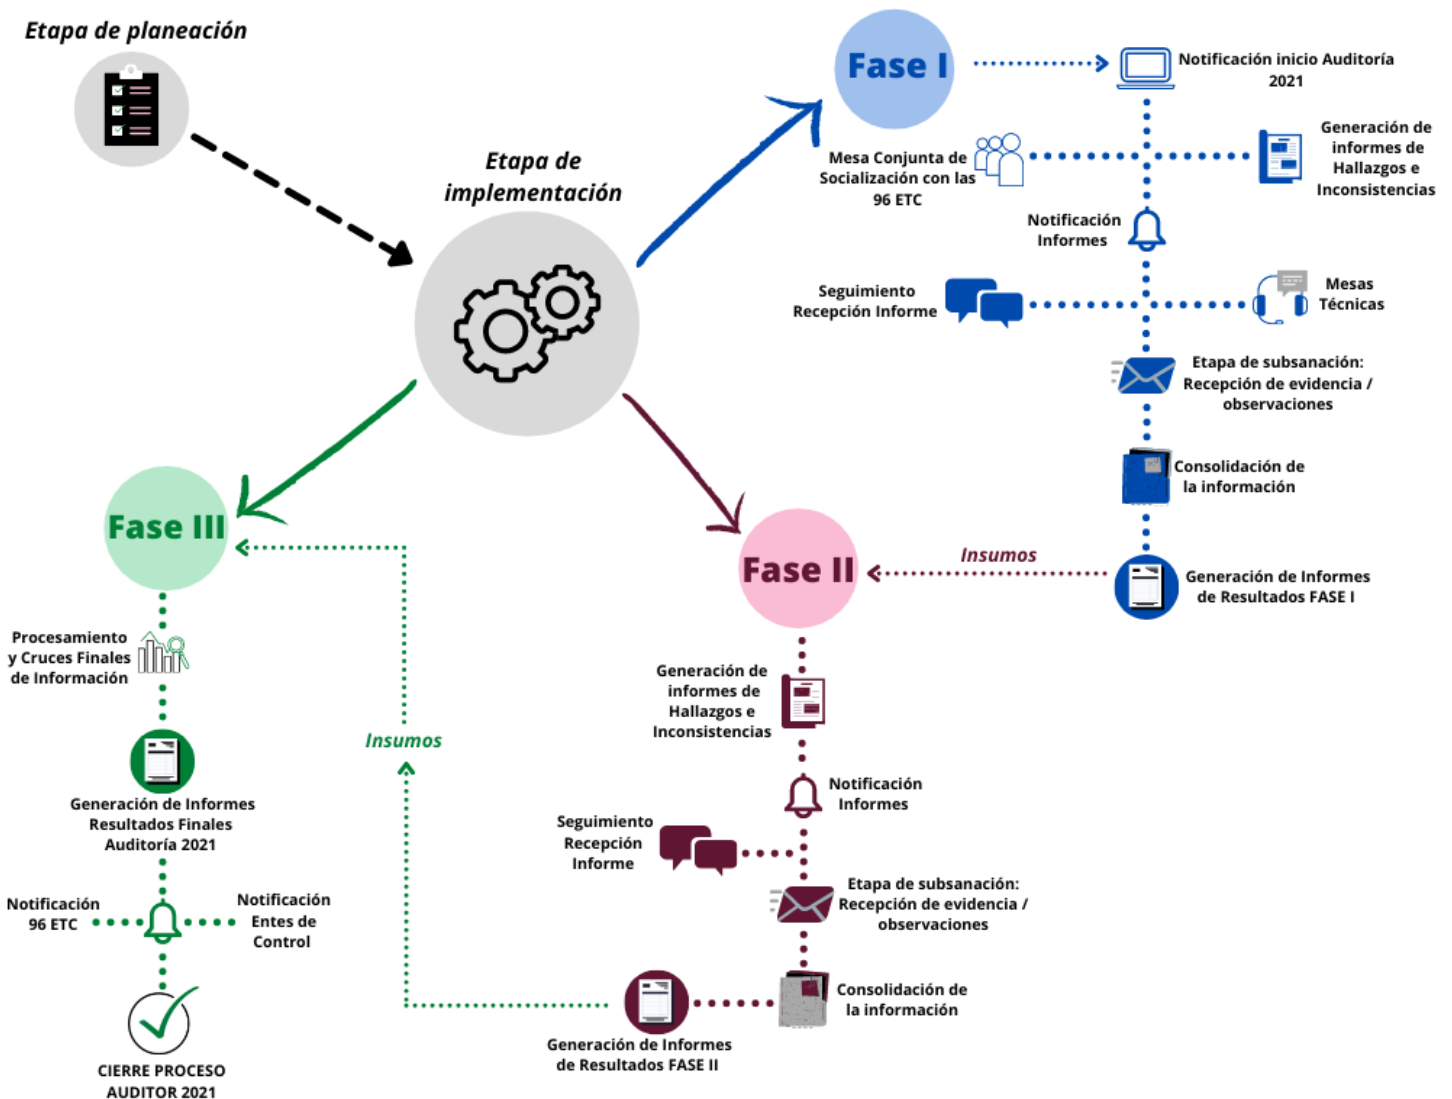 Etapa de planeación
Etapa de
implementación
Fase I
Notificación inicio Auditoría
2021
Mesa Conjunta de
Socialización con las
96 ETC
Generación de
informes de
Hallazgos e
Inconsistencias
Notificación
Informes
Seguimiento
Recepción Informe
Mesas
Técnicas
Etapa de subsanación:
Recepción de evidencia /
observaciones
Consolidación de
la información
Generación de Informes
de Resultados FASE I
Insumos
Fase II
Generación de
informes de
Hallazgos e
Inconsistencias
Notificación
Informes
Seguimiento
Recepción
Informe
Etapa de subsanación:
Recepción de evidencia /
observaciones
Consolidación de
la información
Generación de Informes
de Resultados FASE II
Insumos
Fase III
Procesamiento
y Cruces Finales
de Información
Generación de Informes
Resultados Finales
Auditoría 2021
Notificación
96 ETC
Notificación
Entes de
Control
CIERRE PROCESO
AUDITOR 2021